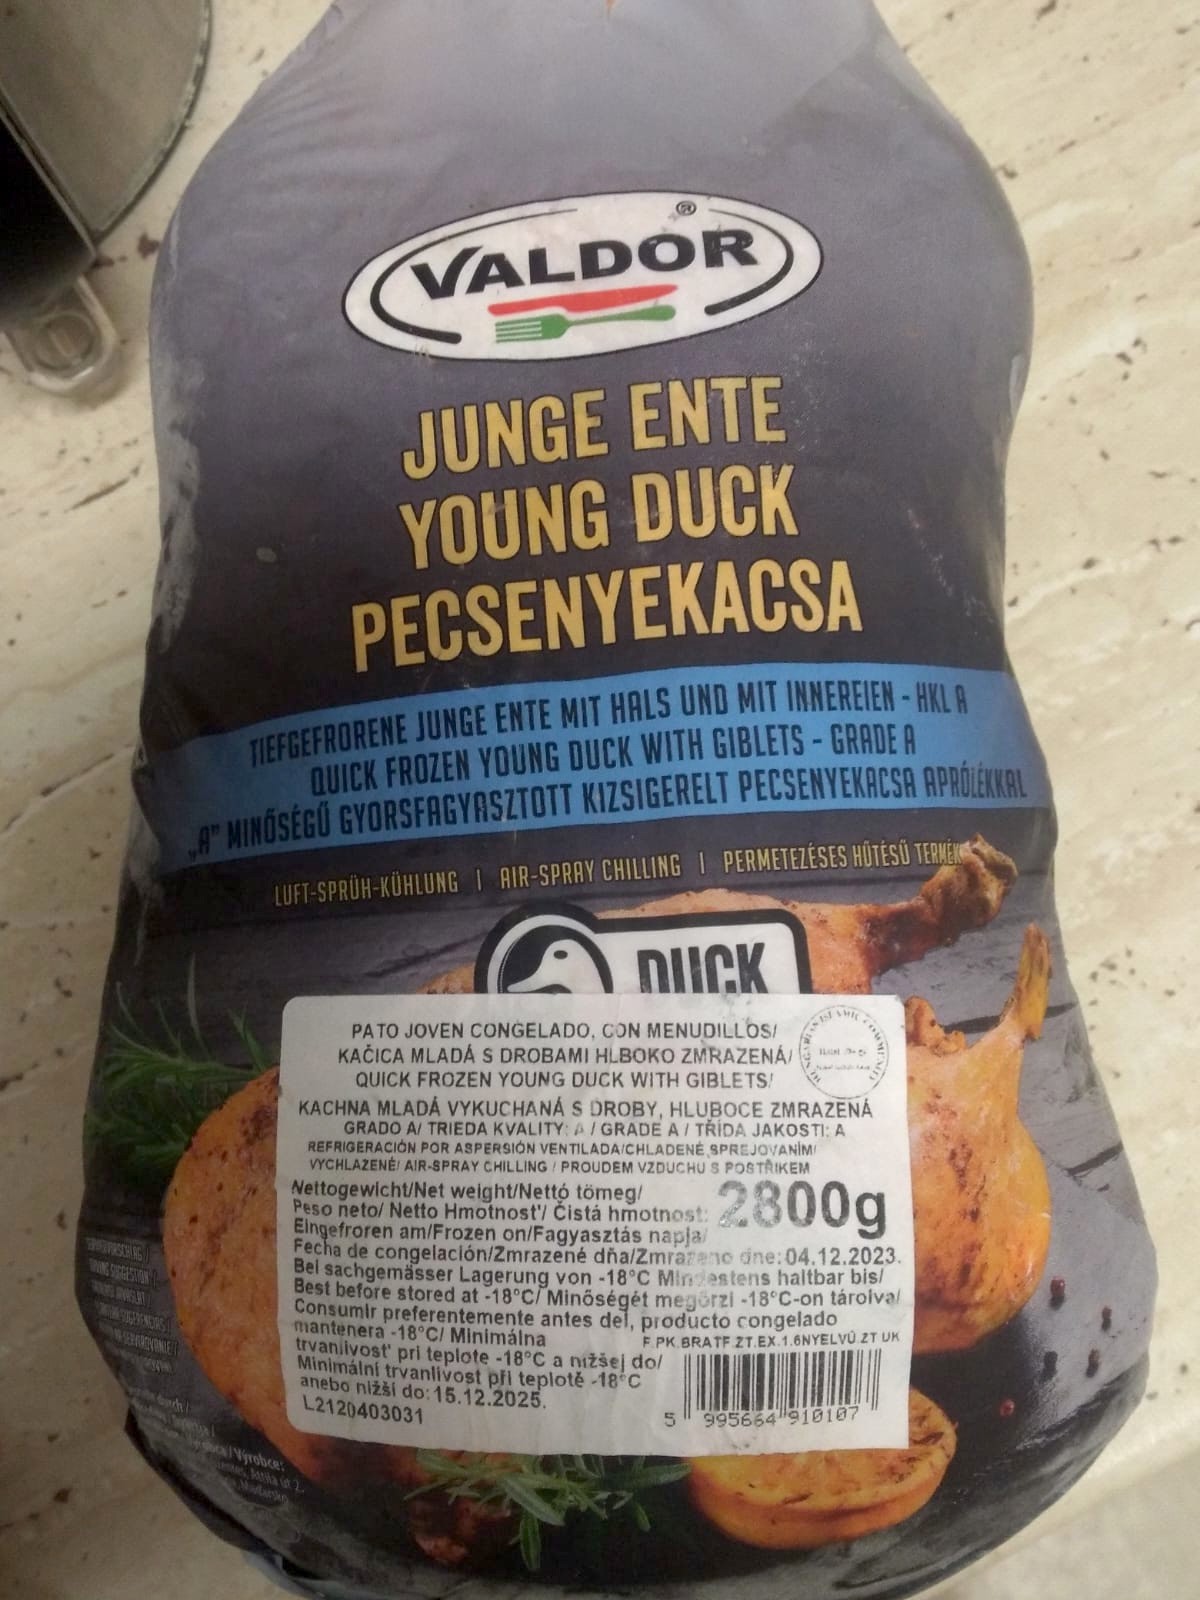 VALDOR ®
JUNGE ENTE
YOUNG DUCK
PECSENYEKACSA
TIEFGEFRORENE JUNGE ENTE MIT HALS UND MIT INNEREIEN - HKL A
QUICK FROZEN YOUNG DUCK WITH GIBLETS - GRADE A
„A” MINŐSÉGŰ GYORSFAGYASZTOTT KIZSIGERELT PECSENYEKACSA APRÓLÉKKAL
LUFT-SPRÜH-KÜHLUNG | AIR-SPRAY CHILLING | PERMETEZÉSES HŰTÉSŰ TERMÉK
DUCK
PATO JOVEN CONGELADO, CON MENUDILLOS/
KAČICA MLADÁ S DROBAMI HLBOKO ZMRAZENÁ/
QUICK FROZEN YOUNG DUCK WITH GIBLETS/
KACHNA MLADÁ VYKUCHANÁ S DROBY, HLUBOCE ZMRAZENÁ
HUNGARIAN ISLAMIC COMMUNITY
GRADO A/ TRIEDA KVALITY: A / GRADE A / TŘÍDA JAKOSTI: A
REFRIGERACIÓN POR ASPERSIÓN VENTILADA/CHLADENÉ SPREJOVANÍM/
VYCHLAZENÉ/ AIR-SPRAY CHILLING / PROUDEM VZDUCHU S POSTŘIKEM
Nettogewicht/Net weight/Nettó tömeg/
Peso neto/ Netto Hmotnosť/ Čistá hmotnost: 2800g
Eingefroren am/Frozen on/Fagyasztás napja/
Fecha de congelación/Zmrazené dňa/Zmrazeno dne: 04.12.2023.
Bei sachgemässer Lagerung von -18°C Mindestens haltbar bis/
Best before stored at -18°C/ Minőségét megőrzi -18°C-on tárolva/
Consumir preferentemente antes del, producto congelado
mantenera -18°C/ Minimálna
F.PK.BRATF.ZT.EX.1.6NYELVŰ.ZT UK
trvanlivosť pri teplote -18°C a nižšej do/
Minimální trvanlivost při teplotě -18°C
anebo nižší do: 15.12.2025.
L2120403031
5 995664 910107
Výrobce:
Attila út 2.